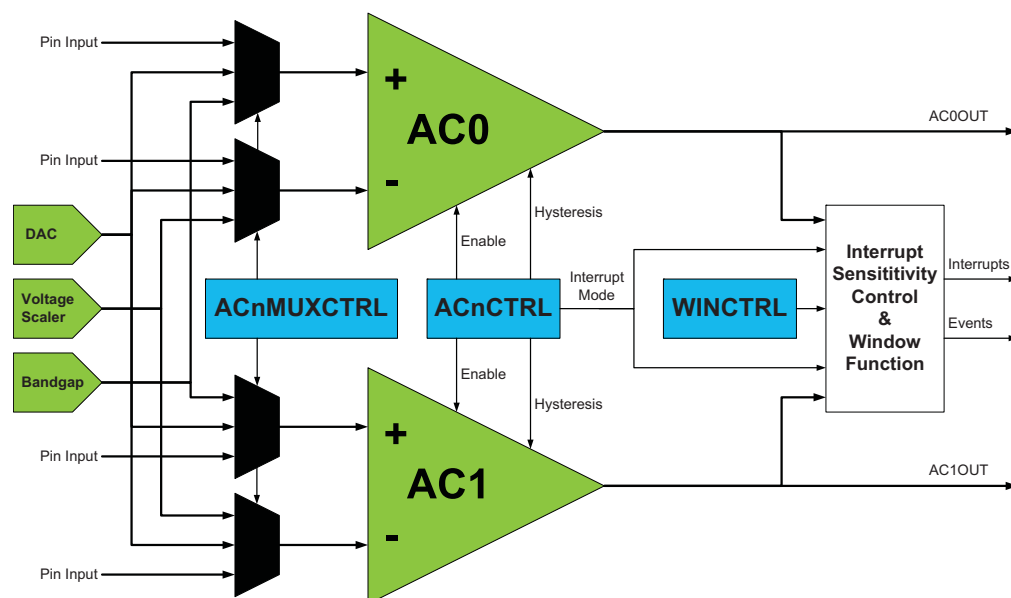 Pin Input
+
AC0
-
AC0OUT
Pin Input
Hysteresis
Enable
DAC
Voltage
Scaler
Bandgap
ACnMUXCTRL
ACnCTRL
Interrupt
Mode
WINCTRL
Interrupt
Sensititivity
Control
&
Window
Function
Interrupts
Events
Enable
Hysteresis
Pin Input
+
AC1
-
AC1OUT
Pin Input